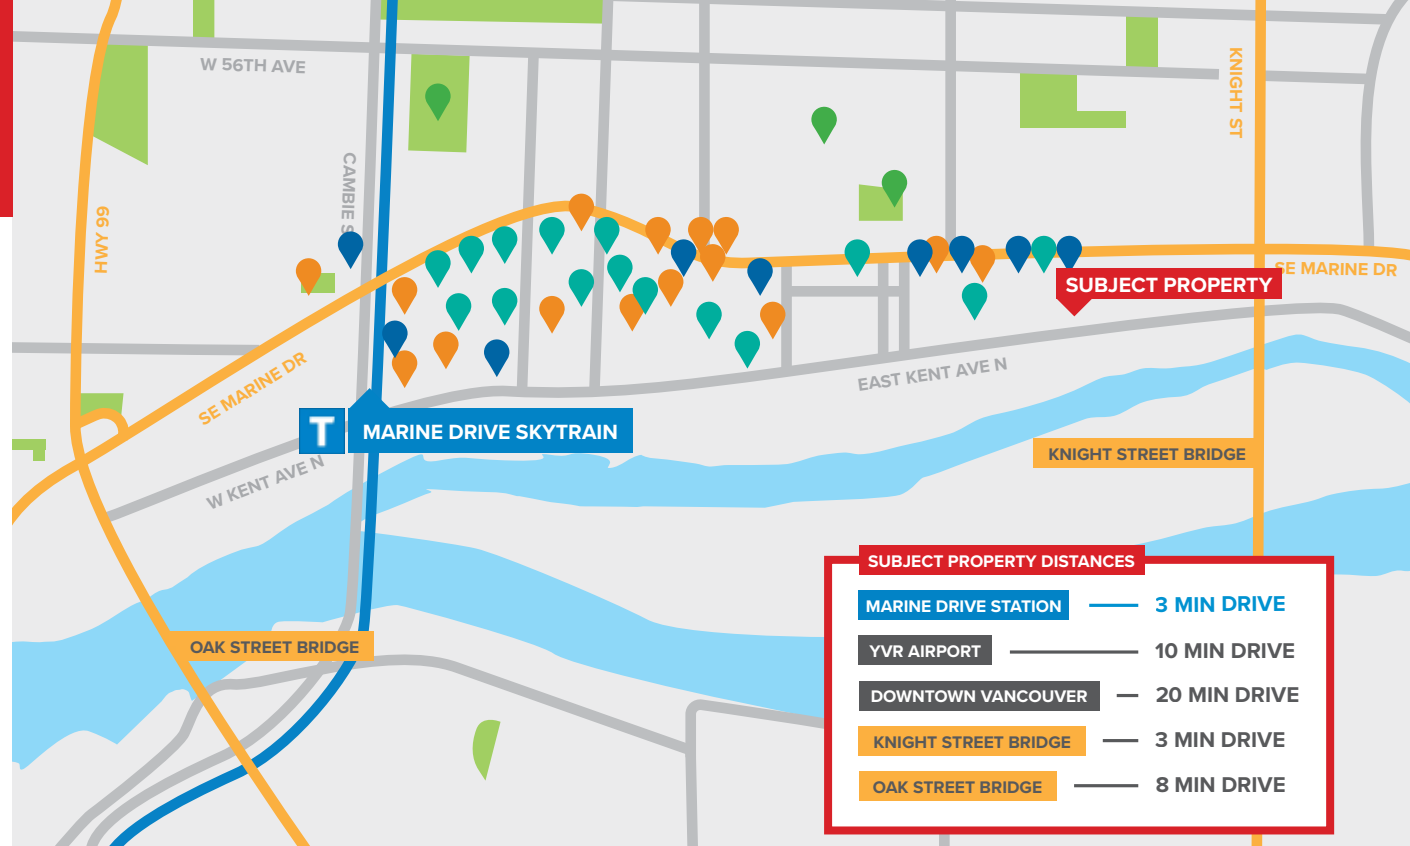 W 56TH AVE
KNIGHT ST
CAMBIE S
HWY 99
SE MARINE DR
SUBJECT PROPERTY
SE MARINE DR
EAST KENT AVE N
T
MARINE DRIVE SKYTRAIN
W KENT AVE N
KNIGHT STREET BRIDGE
OAK STREET BRIDGE
SUBJECT PROPERTY DISTANCES
MARINE DRIVE STATION 3 MIN DRIVE
YVR AIRPORT 10 MIN DRIVE
DOWNTOWN VANCOUVER 20 MIN DRIVE
KNIGHT STREET BRIDGE 3 MIN DRIVE
OAK STREET BRIDGE 8 MIN DRIVE